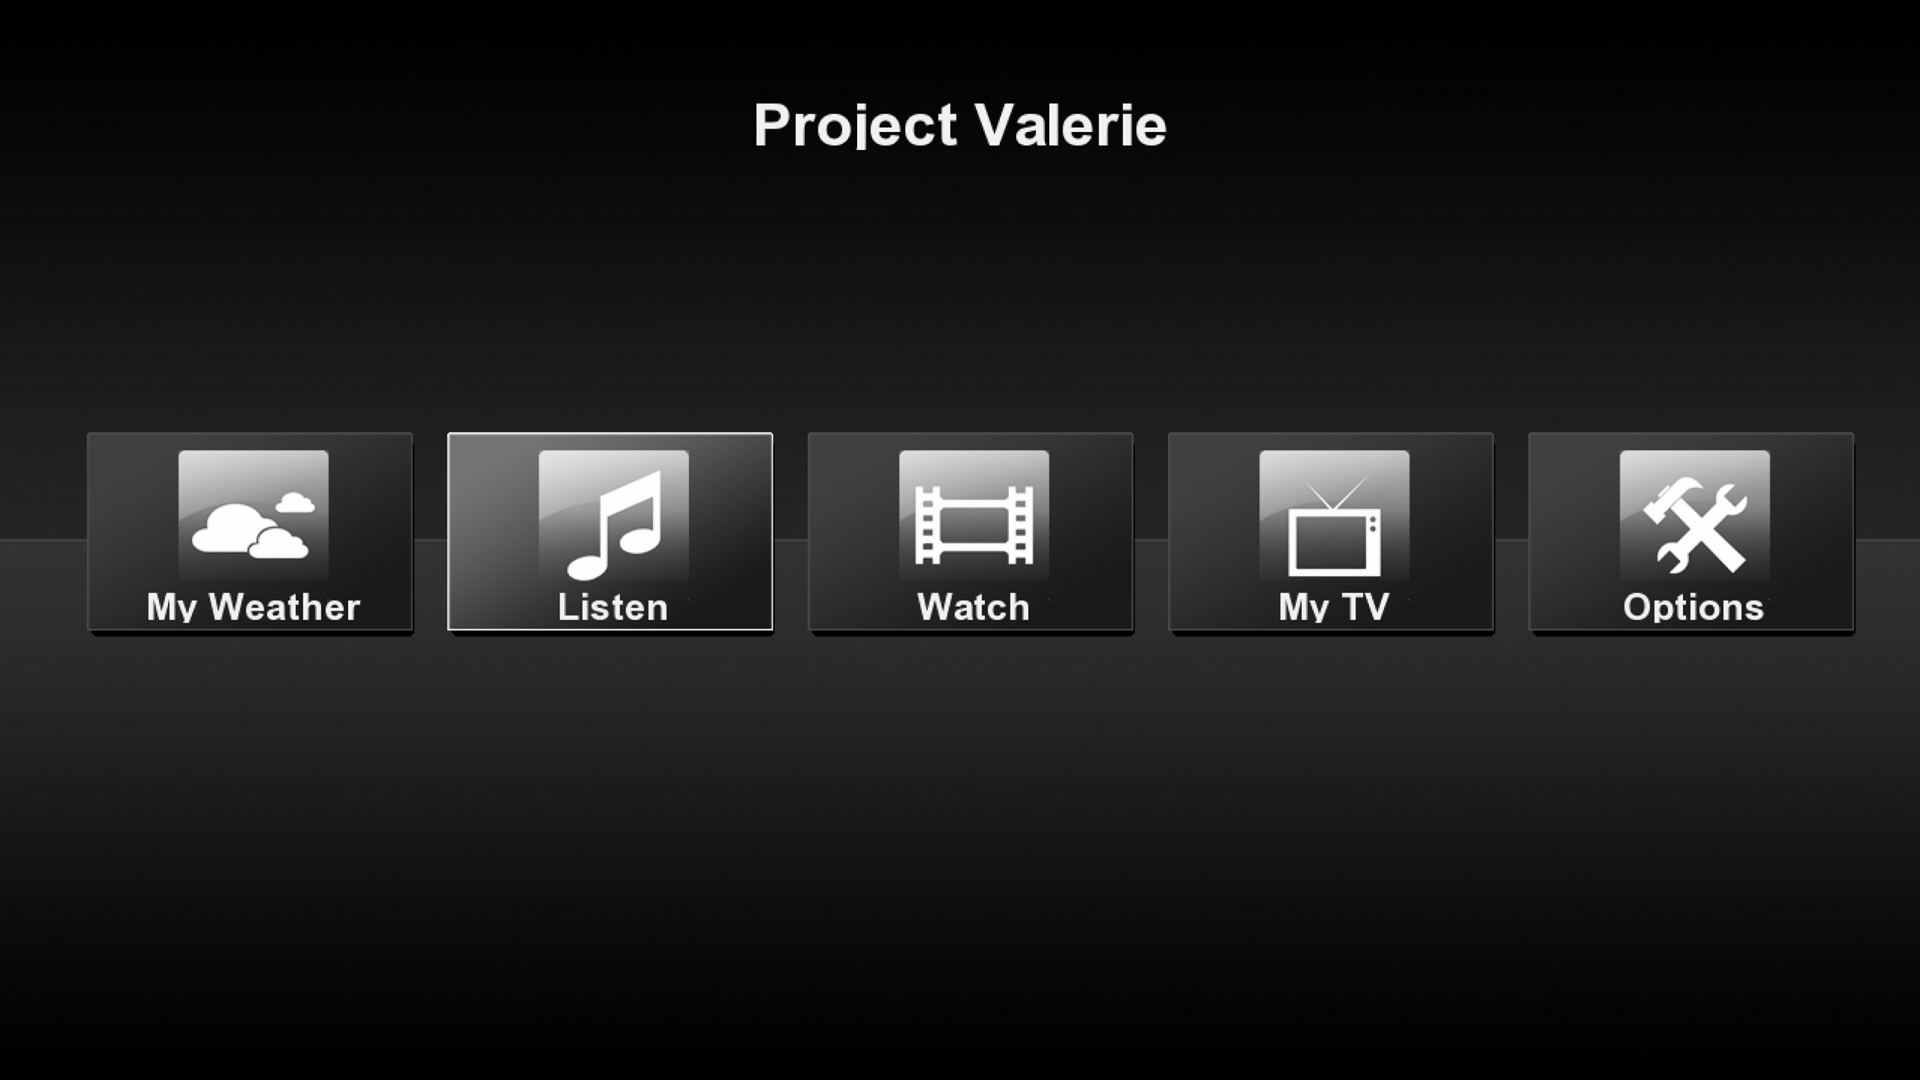 Project Valerie
My Weather
Listen
Watch
My TV
Options